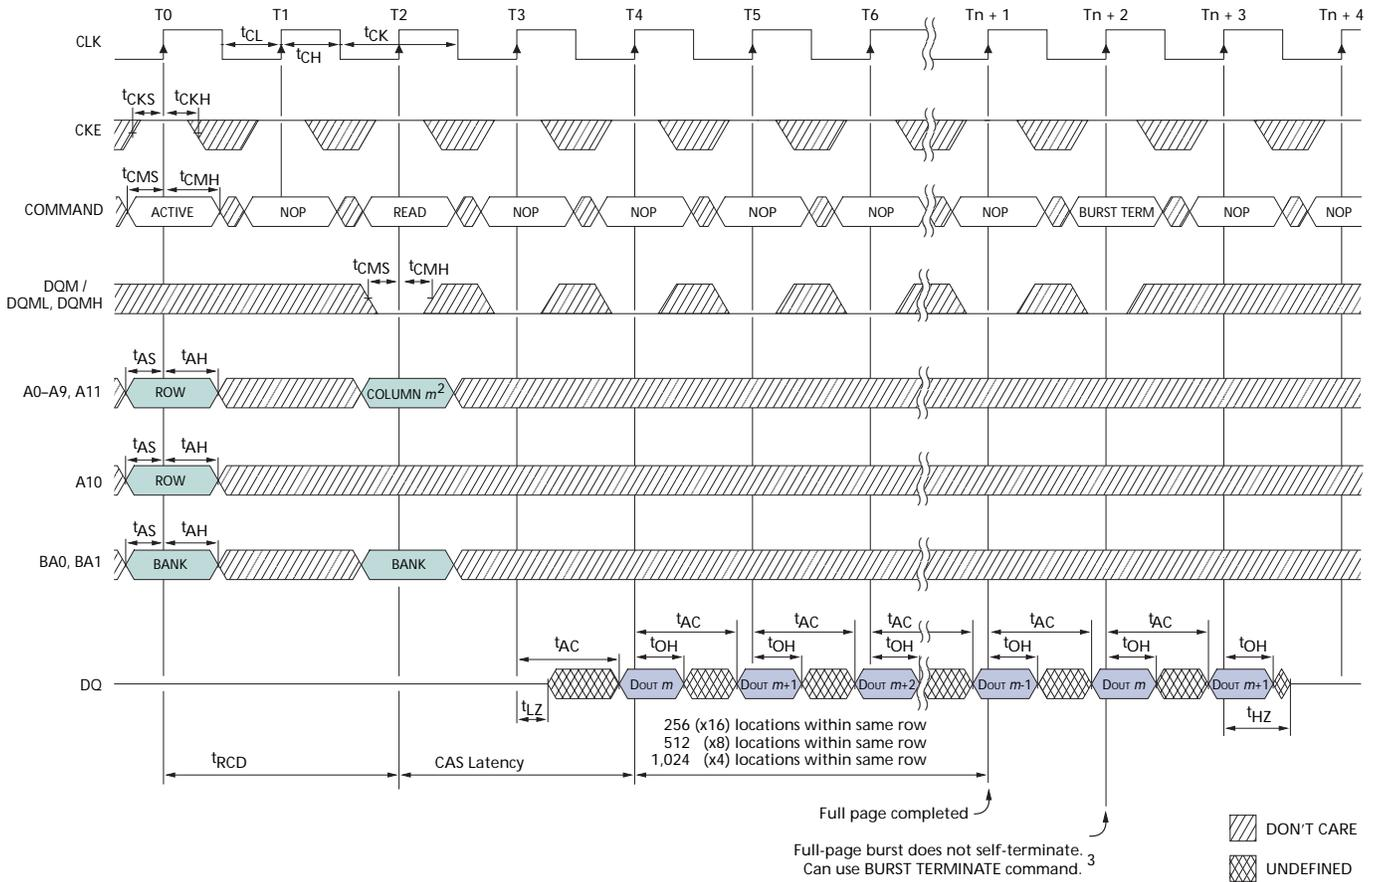 T0 T1 T2 T3 T4 T5 T6 Tn + 1 Tn + 2 Tn + 3 Tn + 4
CLK tCL tCH tCK
tCKS tCKH
CKE
tCMS tCMH
COMMAND ACTIVE NOP READ NOP NOP NOP NOP NOP BURST TERM NOP NOP
tCMS tCMH
DQM /
DQML, DQMH
tAS tAH
A0–A9, A11 ROW COLUMN m2
tAS tAH
A10 ROW
tAS tAH
BA0, BA1 BANK BANK
tAC tAC tAC tAC tAC tAC
tOH tOH tOH tOH tOH tOH
DQ DOUT m DOUT m+1 DOUT m+2 DOUT m-1 DOUT m DOUT m+1
tLZ tHZ
256 (x16) locations within same row
512 (x8) locations within same row
1,024 (x4) locations within same row
tRCD CAS Latency
Full page completed
Full-page burst does not self-terminate.
Can use BURST TERMINATE command. 3
DON'T CARE
UNDEFINED